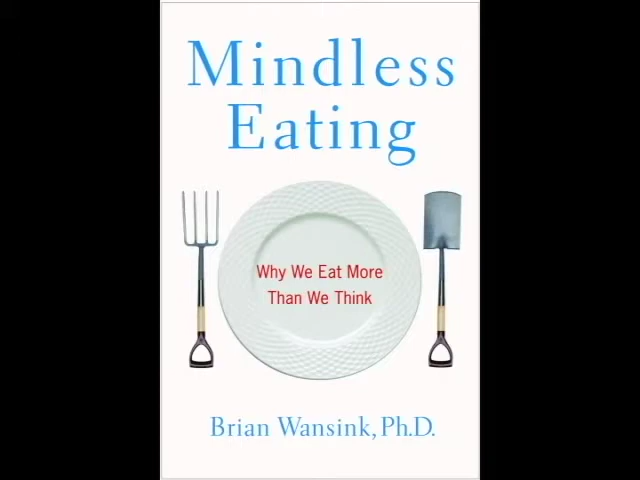 Mindless
Eating
Why We Eat More
Than We Think
Brian Wansink, Ph.D.